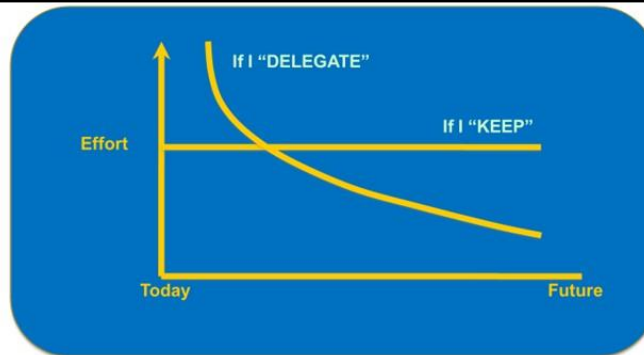 If I “DELEGATE”
If I “KEEP”
Effort
Today
Future